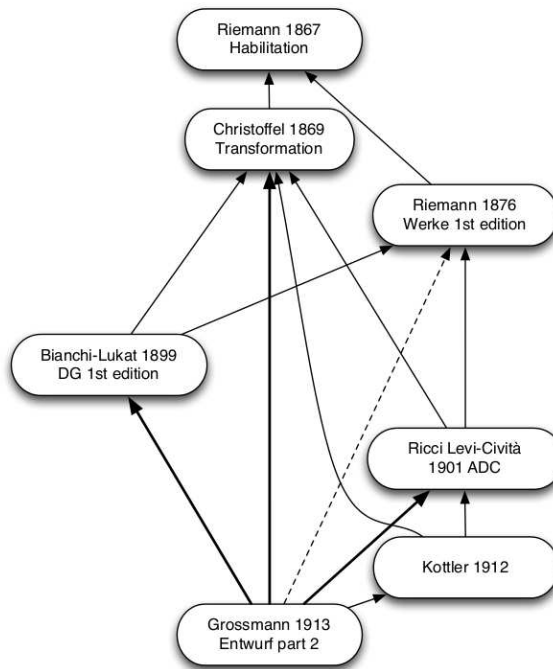 Riemann 1867
Habilitation
Christoffel 1869
Transformation
Riemann 1876
Werke 1st edition
Bianchi-Lukat 1899
DG 1st edition
Ricci Levi-Cività
1901 ADC
Kottler 1912
Grossmann 1913
Entwurf part 2